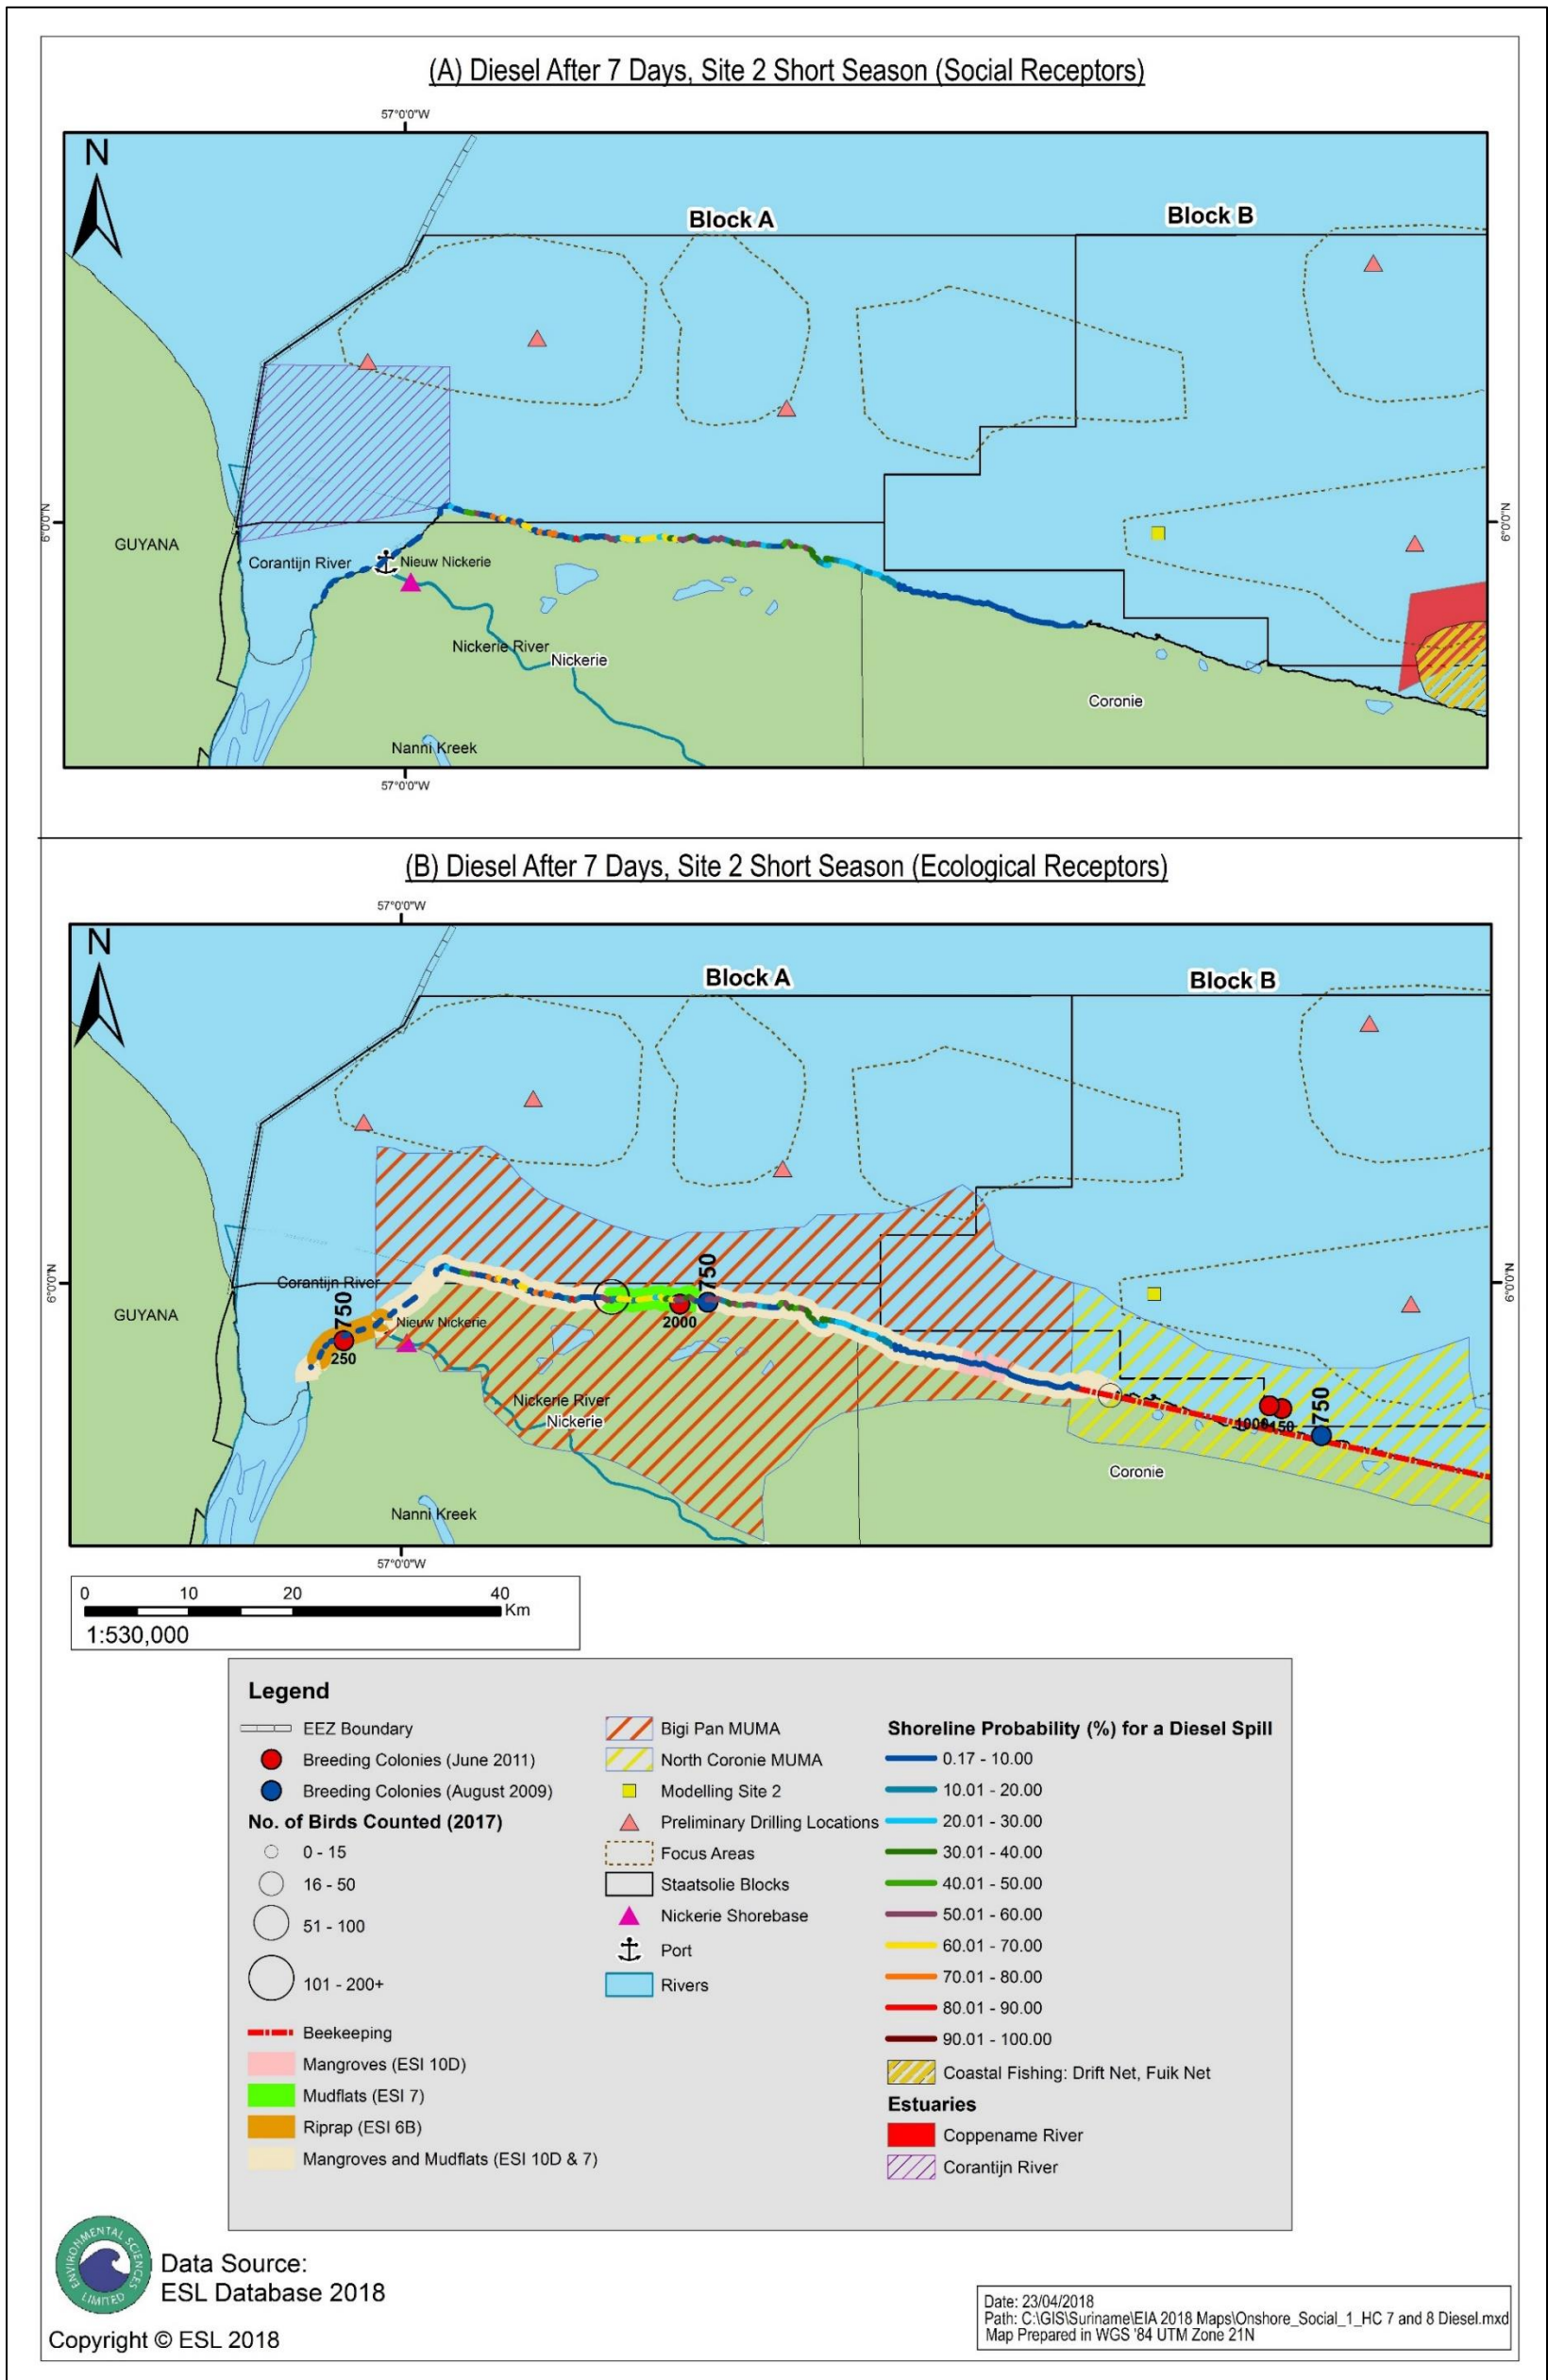 (A) Diesel After 7 Days, Site 2 Short Season (Social Receptors)
57°0'0"W
N
Block A
Block B
6°0'0"N
6°0'0"N
GUYANA
Corantijn River
Nieuw Nickerie
Nickerie River
Nickerie
Coronie
Nanni Kreek
57°0'0"W
(B) Diesel After 7 Days, Site 2 Short Season (Ecological Receptors)
57°0'0"W
N
Block A
Block B
6°0'0"N
6°0'0"N
750
Corantijn River
GUYANA
750
Nieuw Nickerie
2000
250
750
Nickerie River
Nickerie
1000
150
Coronie
Nanni Kreek
57°0'0"W
0 10 20 40
Km
1:530,000
Legend
EEZ Boundary
Breeding Colonies (June 2011)
Breeding Colonies (August 2009)
No. of Birds Counted (2017)
0 - 15
16 - 50
51 - 100
101 - 200+
Beekeeping
Mangroves (ESI 10D)
Mudflats (ESI 7)
Riprap (ESI 6B)
Mangroves and Mudflats (ESI 10D & 7)
Bigi Pan MUMA
North Coronie MUMA
Modelling Site 2
Preliminary Drilling Locations
Focus Areas
Staatsolie Blocks
Nickerie Shorebase
Port
Rivers
Shoreline Probability (%) for a Diesel Spill
0.17 - 10.00
10.01 - 20.00
20.01 - 30.00
30.01 - 40.00
40.01 - 50.00
50.01 - 60.00
60.01 - 70.00
70.01 - 80.00
80.01 - 90.00
90.01 - 100.00
Coastal Fishing: Drift Net, Fuik Net
Estuaries
Coppename River
Corantijn River
ENVIRONMENTAL SCIENCES LIMITED
Data Source:
ESL Database 2018
Copyright © ESL 2018
Date: 23/04/2018
Path: C:\GIS\Suriname\EIA 2018 Maps\Onshore_Social_1_HC 7 and 8 Diesel.mxd
Map Prepared in WGS '84 UTM Zone 21N